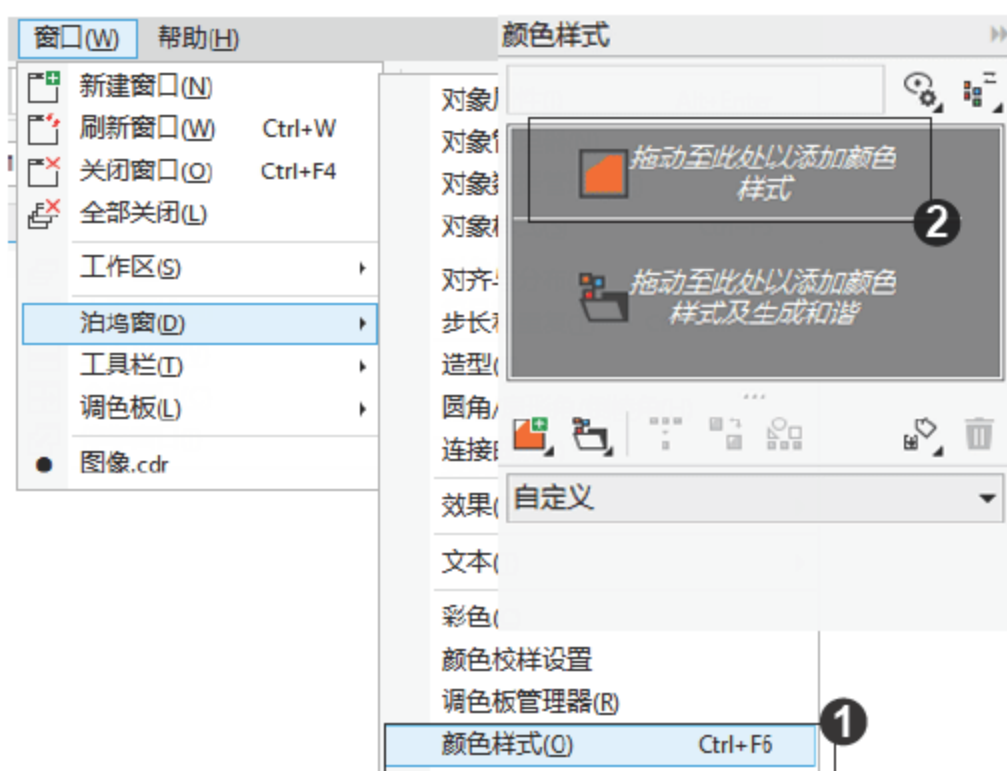 窗口(W) 帮助(H)
新建窗口(N)
刷新窗口(W) Ctrl+W
关闭窗口(O) Ctrl+F4
全部关闭(L)
工作区(S)
泊坞窗(D)
工具栏(T)
调色板(L)
图像.cdr
对象
对象
对象
对象
对齐
步长
造型(
圆角
连接
效果(
文本(
彩色(
颜色校样设置
调色板管理器(R)
颜色样式(O) Ctrl+F6
1
颜色样式
拖动至此处以添加颜色
样式
2
拖动至此处以添加颜色
样式及生成和谐
自定义